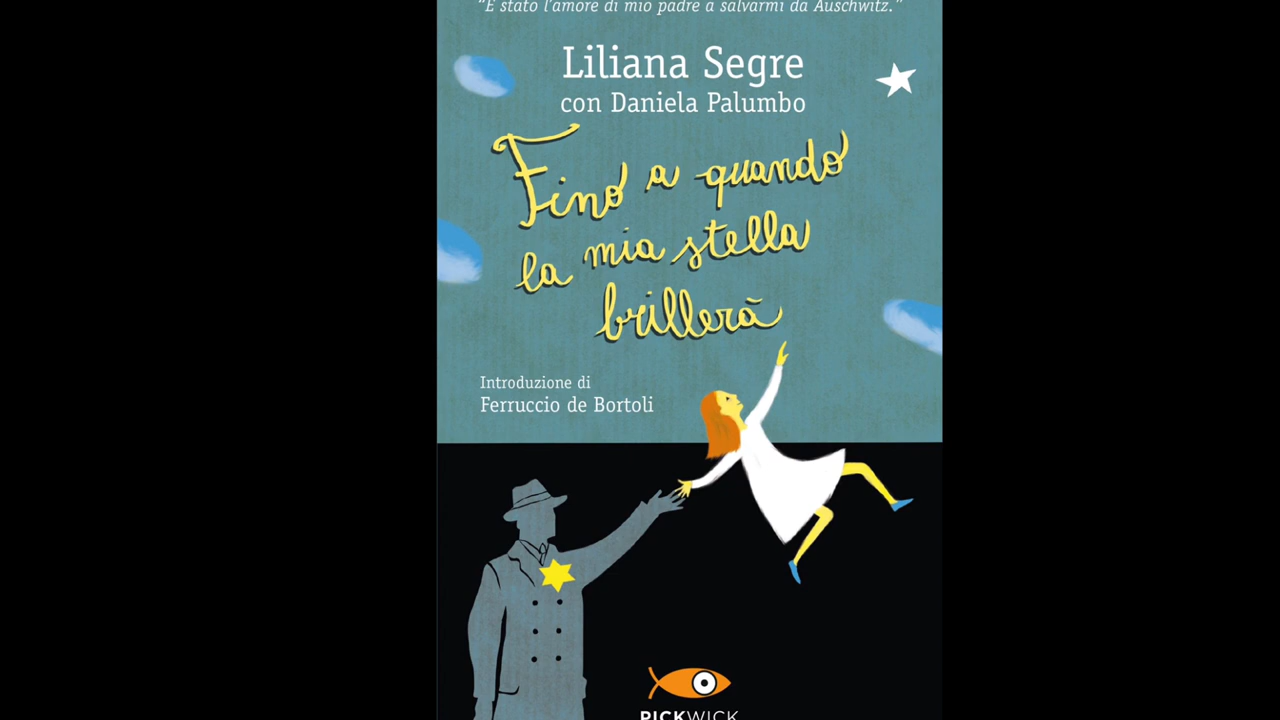 “È stato l’amore di mio padre a salvarmi da Auschwitz.”
Liliana Segre
con Daniela Palumbo
Fino a quando
la mia stella
brillerà
Introduzione di
Ferruccio de Bortoli
PICKWICK